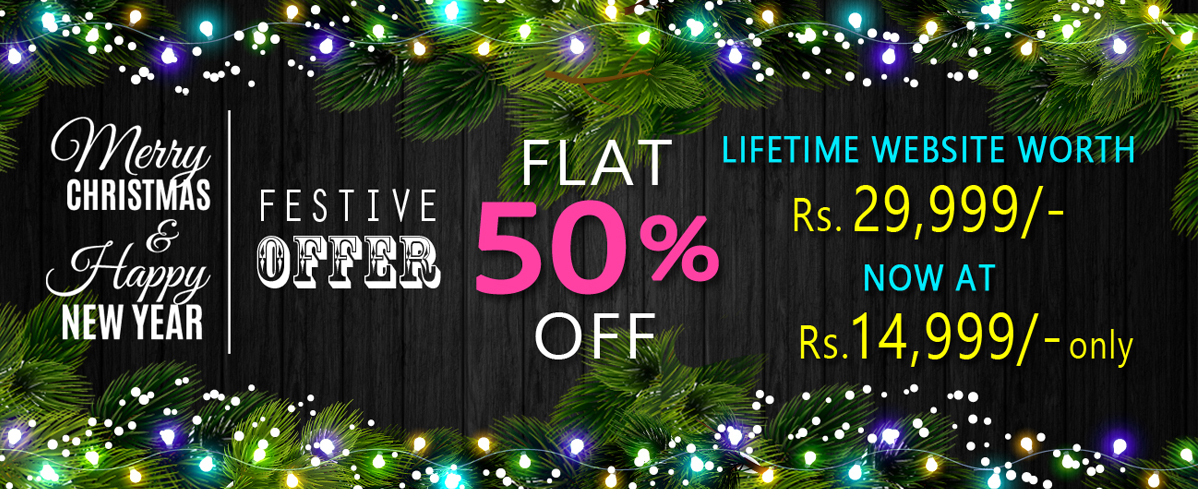 Merry
CHRISTMAS
&
Happy
NEW YEAR
FESTIVE
OFFER
FLAT
50%
OFF
LIFETIME WEBSITE WORTH
Rs. 29,999/-
NOW AT
Rs.14,999/- only